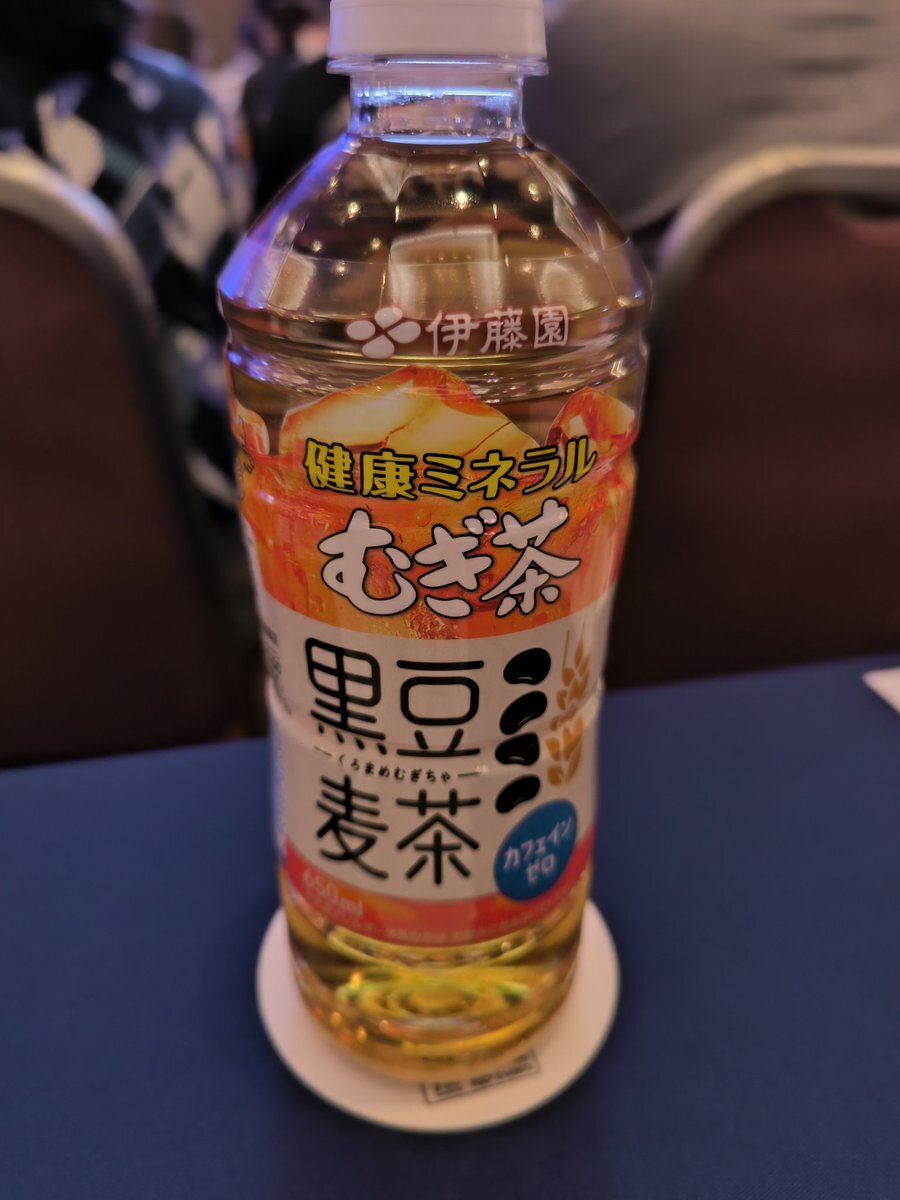 伊藤園
健康ミネラル
むぎ茶
黒豆
くろまめむぎちゃ
麦茶
カフェイン
ゼロ
650ml